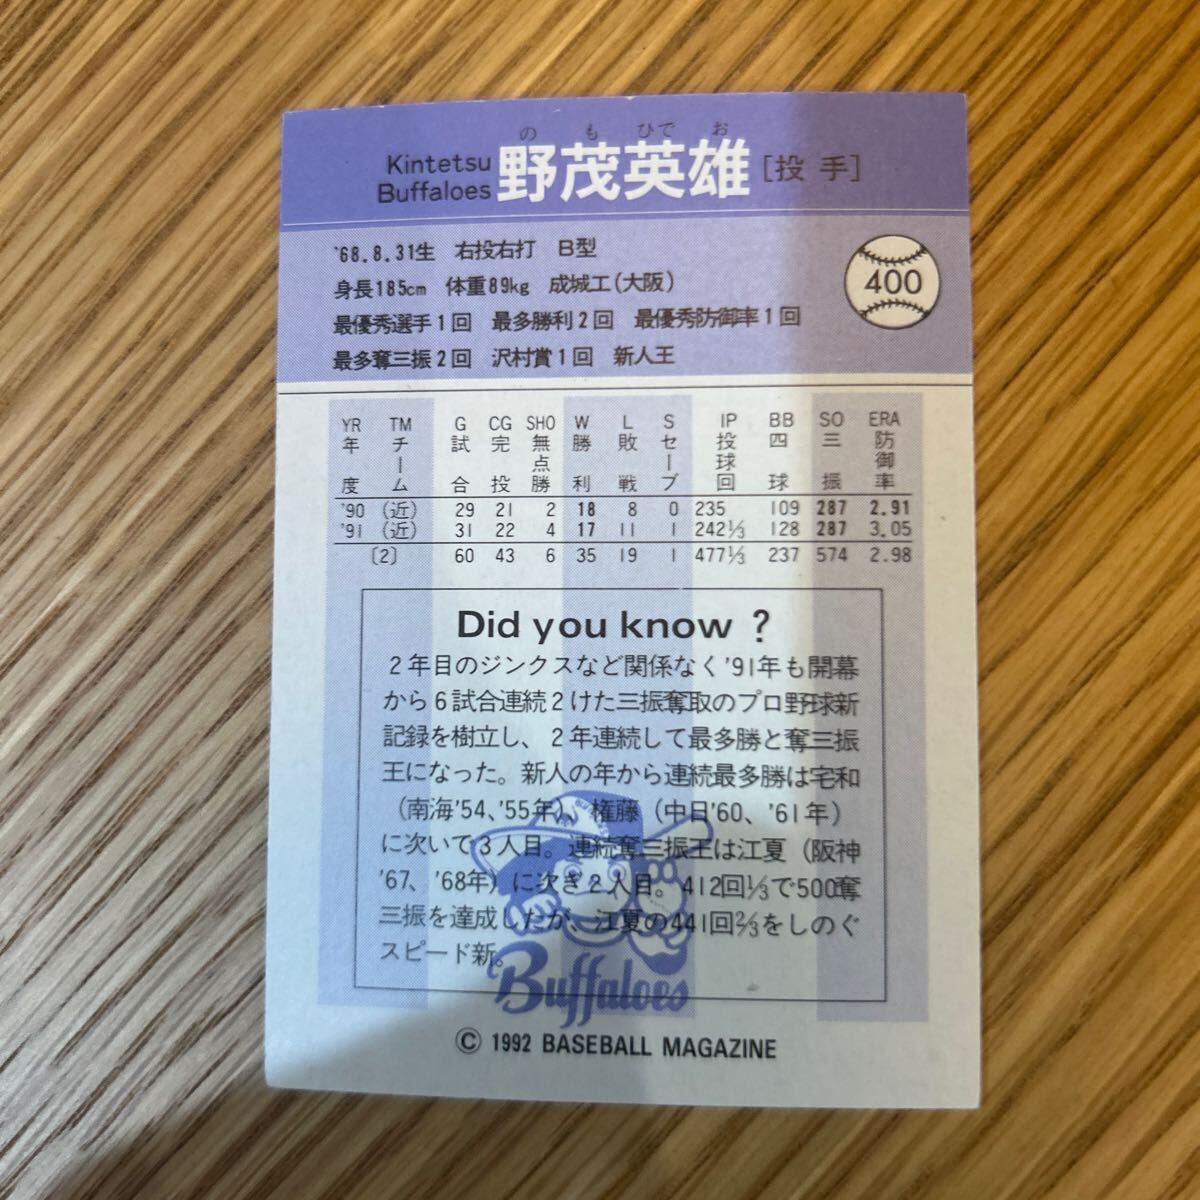 の も ひで お
Kintetsu
Buffaloes
野茂英雄 [投手]
'68.8.31生 右投右打 B型
400
身長185cm 体重89kg 成城工(大阪)
最優秀選手1回 最多勝利2回 最優秀防御率1回
最多奪三振2回 沢村賞1回 新人王
YR TM G CG SHO W L S IP BB SO ERA
年度 チーム 試合 完投 無点勝 勝利 敗戦 セーブ 投球回 四球 三振 防御率
'90 (近) 29 21 2 18 8 0 235 109 287 2.91
'91 (近) 31 22 4 17 11 1 242⅓ 128 287 3.05
〔2〕 60 43 6 35 19 1 477⅓ 237 574 2.98
Did you know ?
2年目のジンクスなど関係なく'91年も開幕
から6試合連続2けた三振奪取のプロ野球新
記録を樹立し、2年連続して最多勝と奪三振
王になった。新人の年から連続最多勝は宅和
(南海'54、'55年)、権藤(中日'60、'61年)
に次いで3人目。連続奪三振王は江夏(阪神
'67、'68年)に次ぎ2人目。412回⅓で500奪
三振を達成したが、江夏の441回⅔をしのぐ
スピード新。
Buffaloes
© 1992 BASEBALL MAGAZINE